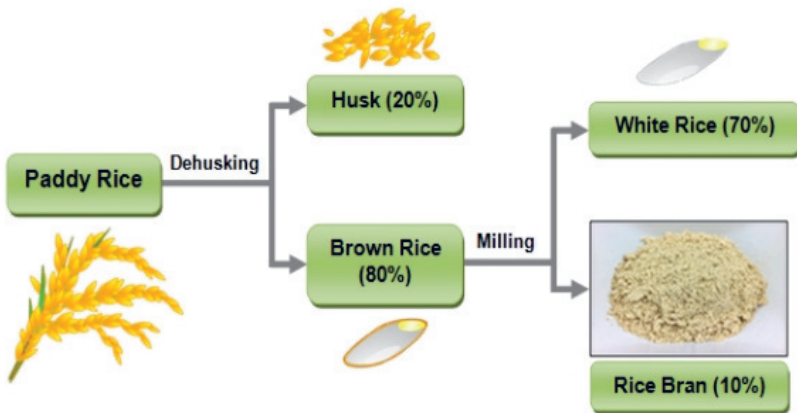 Paddy Rice
Dehusking
Husk (20%)
Brown Rice
(80%)
Milling
White Rice (70%)
Rice Bran (10%)